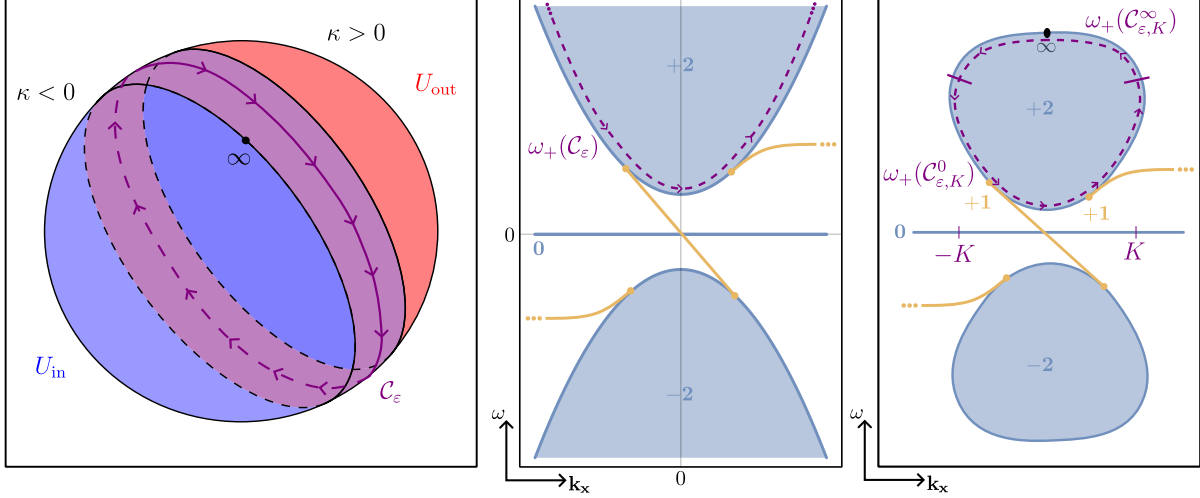 κ > 0
κ < 0
U_out
∞
U_in
𝒞_ε
+2
ω_+(𝒞_ε)
0
0
−2
ω
k_x
0
ω_+(𝒞^∞_{ε,K})
∞
+2
ω_+(𝒞^0_{ε,K})
+1
+1
0
−K
K
−2
ω
k_x